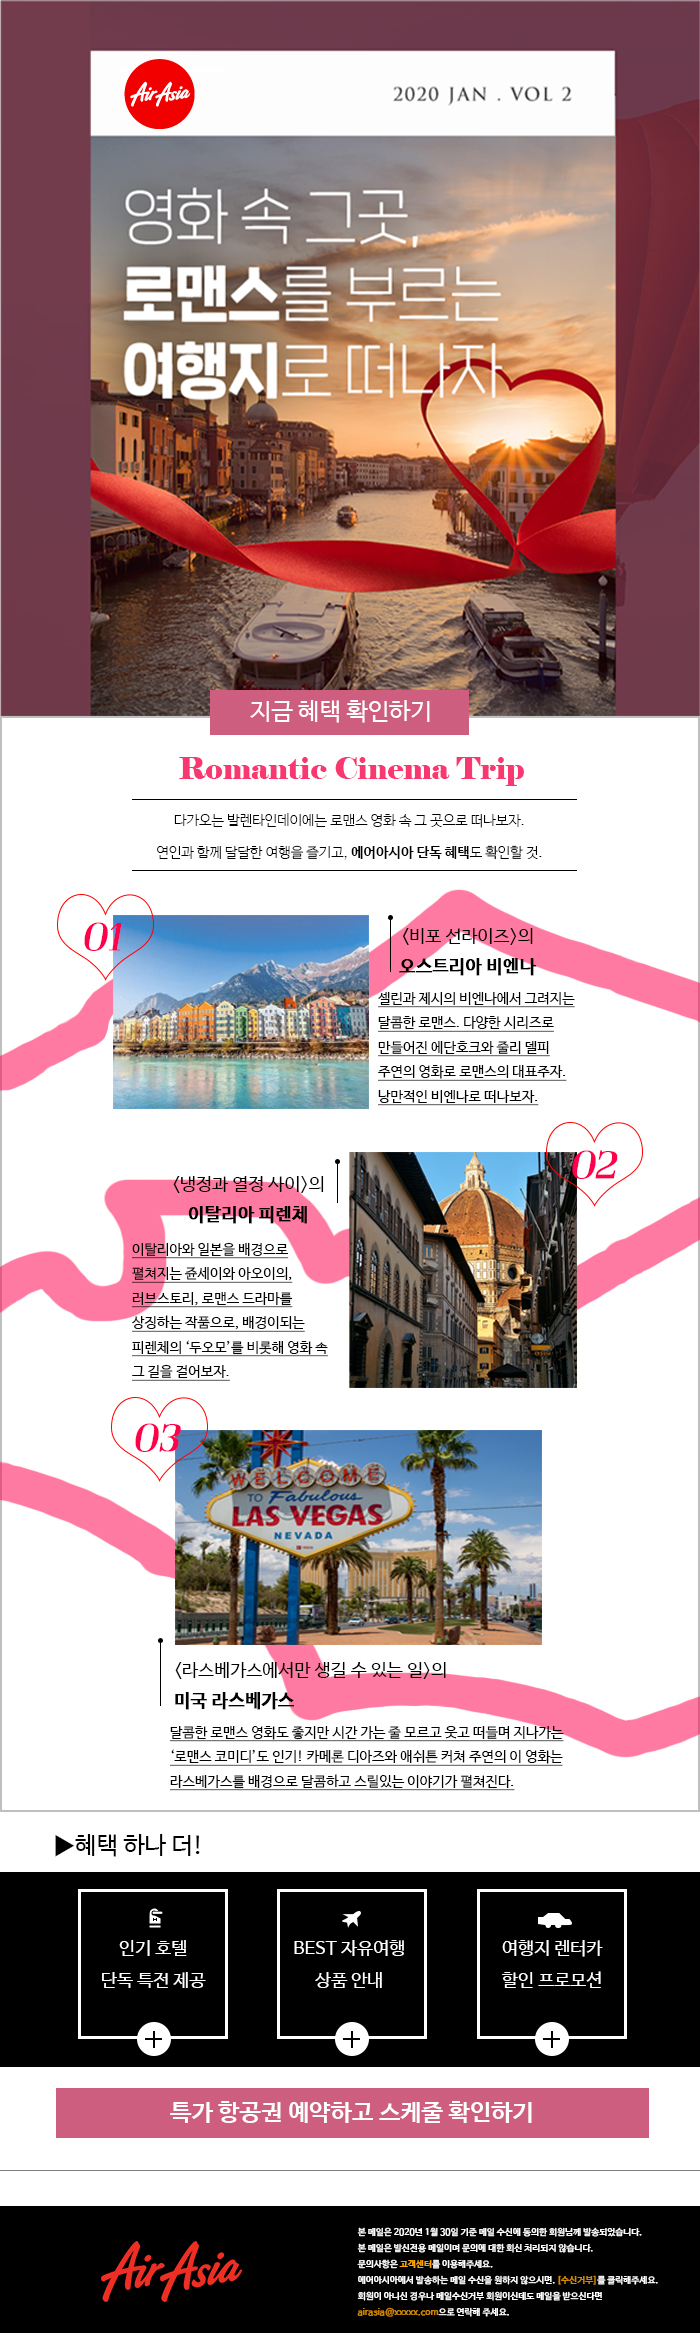 AirAsia
2020 JAN . VOL 2
영화 속 그곳,
로맨스를 부르는
여행지로 떠나자
지금 혜택 확인하기
Romantic Cinema Trip
다가오는 발렌타인데이에는 로맨스 영화 속 그 곳으로 떠나보자.
연인과 함께 달달한 여행을 즐기고, 에어아시아 단독 혜택도 확인할 것.
01
<비포 선라이즈>의
오스트리아 비엔나
셀린과 제시의 비엔나에서 그려지는
달콤한 로맨스. 다양한 시리즈로
만들어진 에단호크와 줄리 델피
주연의 영화로 로맨스의 대표주자.
낭만적인 비엔나로 떠나보자.
02
<냉정과 열정 사이>의
이탈리아 피렌체
이탈리아와 일본을 배경으로
펼쳐지는 쥰세이와 아오이의,
러브스토리, 로맨스 드라마를
상징하는 작품으로, 배경이되는
피렌체의 ‘두오모’를 비롯해 영화 속
그 길을 걸어보자.
03
WELCOME
TO Fabulous
LAS VEGAS
NEVADA
<라스베가스에서만 생길 수 있는 일>의
미국 라스베가스
달콤한 로맨스 영화도 좋지만 시간 가는 줄 모르고 웃고 떠들며 지나가는
‘로맨스 코미디’도 인기! 카메론 디아즈와 애쉬튼 커쳐 주연의 이 영화는
라스베가스를 배경으로 달콤하고 스릴있는 이야기가 펼쳐진다.
▶혜택 하나 더!
인기 호텔
단독 특전 제공
BEST 자유여행
상품 안내
여행지 렌터카
할인 프로모션
특가 항공권 예약하고 스케줄 확인하기
AirAsia
본 메일은 2020년 1월 30일 기준 메일 수신에 동의한 회원님께 발송되었습니다.
본 메일은 발신전용 메일이며 문의에 대한 회신 처리되지 않습니다.
문의사항은 고객센터를 이용해주세요.
에어아시아에서 발송하는 메일 수신을 원하지 않으시면, [수신거부]를 클릭해주세요.
회원이 아니신 경우나 메일수신거부 회원이신데도 메일을 받으신다면
airasia@xxxxx.com으로 연락해 주세요.